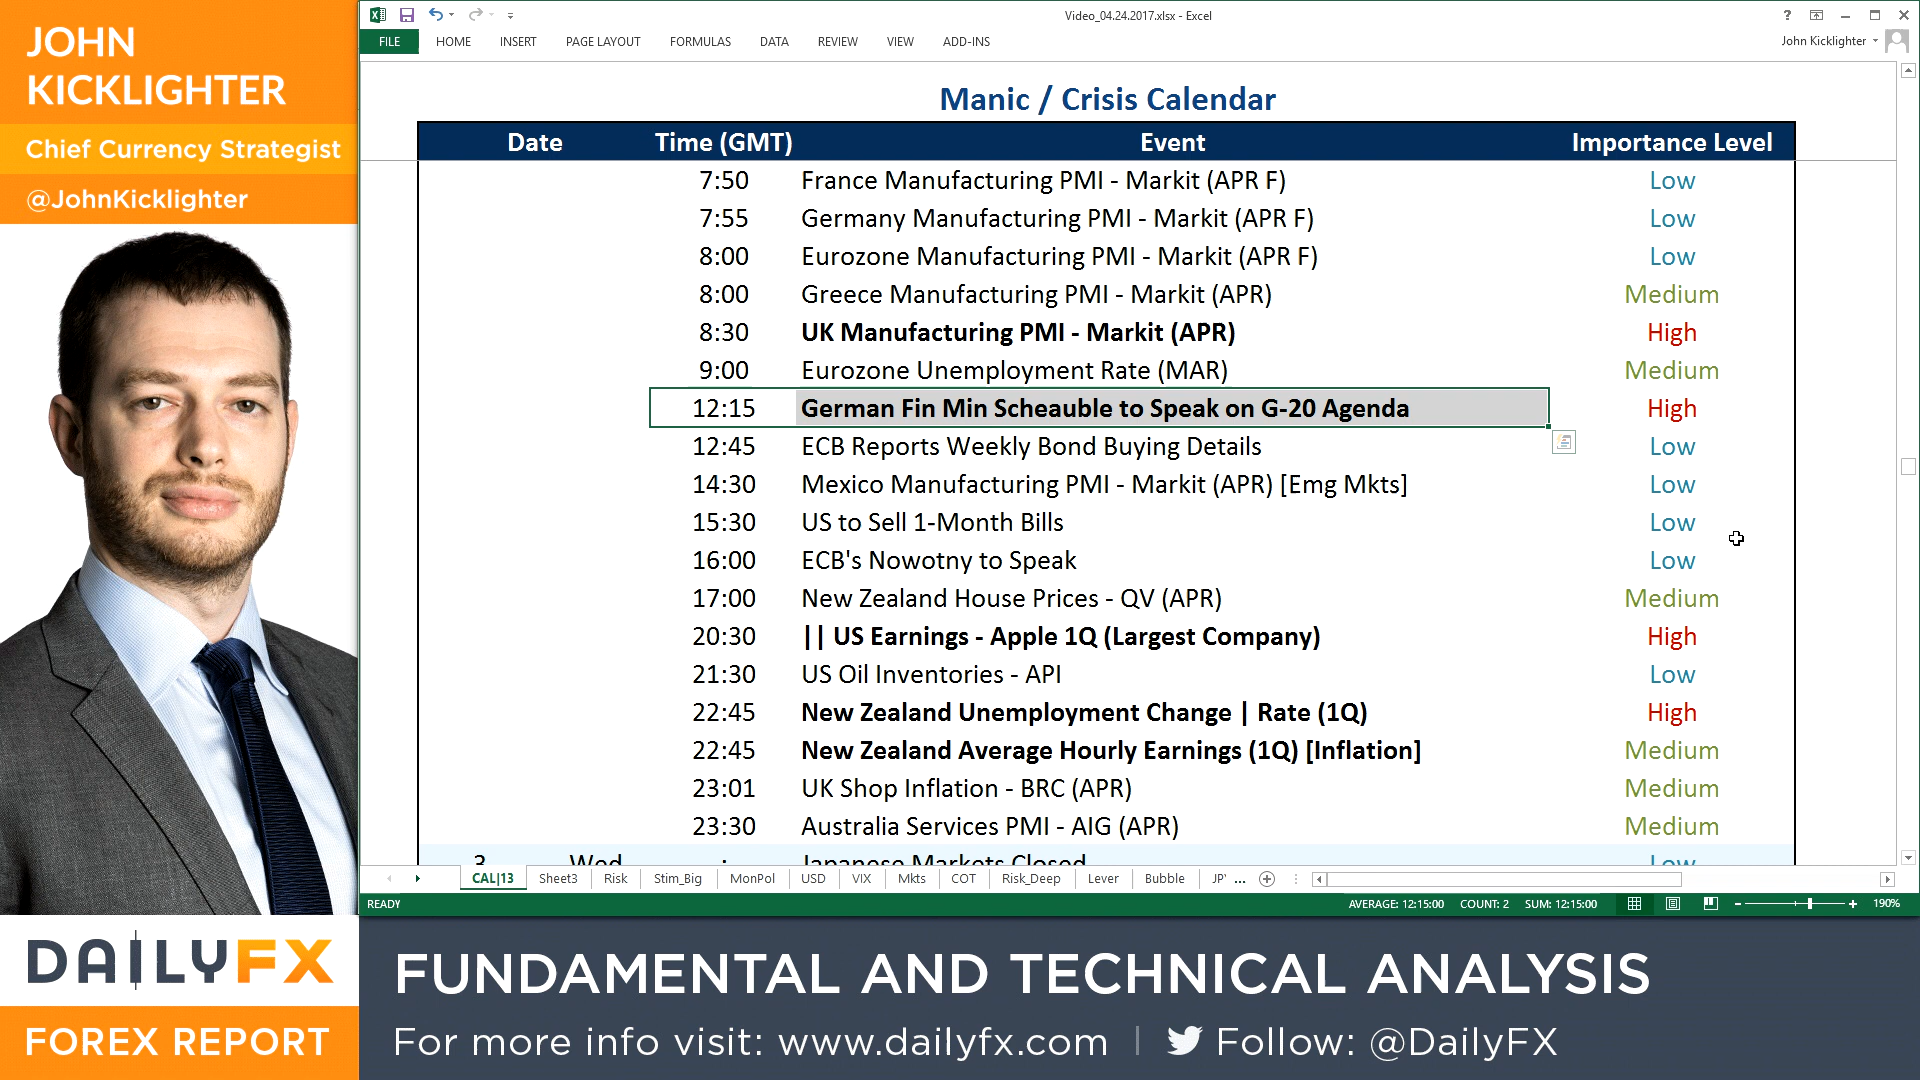 JOHN
KICKLIGHTER
Chief Currency Strategist
@JohnKicklighter
Video_04.24.2017.xlsx - Excel
?
FILE HOME INSERT PAGE LAYOUT FORMULAS DATA REVIEW VIEW ADD-INS
John Kicklighter
Manic / Crisis Calendar
Date Time (GMT) Event Importance Level
7:50 France Manufacturing PMI - Markit (APR F) Low
7:55 Germany Manufacturing PMI - Markit (APR F) Low
8:00 Eurozone Manufacturing PMI - Markit (APR F) Low
8:00 Greece Manufacturing PMI - Markit (APR) Medium
8:30 UK Manufacturing PMI - Markit (APR) High
9:00 Eurozone Unemployment Rate (MAR) Medium
12:15 German Fin Min Scheauble to Speak on G-20 Agenda High
12:45 ECB Reports Weekly Bond Buying Details Low
14:30 Mexico Manufacturing PMI - Markit (APR) [Emg Mkts] Low
15:30 US to Sell 1-Month Bills Low
16:00 ECB's Nowotny to Speak Low
17:00 New Zealand House Prices - QV (APR) Medium
20:30 || US Earnings - Apple 1Q (Largest Company) High
21:30 US Oil Inventories - API Low
22:45 New Zealand Unemployment Change | Rate (1Q) High
22:45 New Zealand Average Hourly Earnings (1Q) [Inflation] Medium
23:01 UK Shop Inflation - BRC (APR) Medium
23:30 Australia Services PMI - AIG (APR) Medium
3 Wed : Japanese Markets Closed Low
CAL|13 Sheet3 Risk Stim_Big MonPol USD VIX Mkts COT Risk_Deep Lever Bubble JP' ...
READY AVERAGE: 12:15:00 COUNT: 2 SUM: 12:15:00 190%
DAILYFX
FOREX REPORT
FUNDAMENTAL AND TECHNICAL ANALYSIS
For more info visit: www.dailyfx.com | Follow: @DailyFX